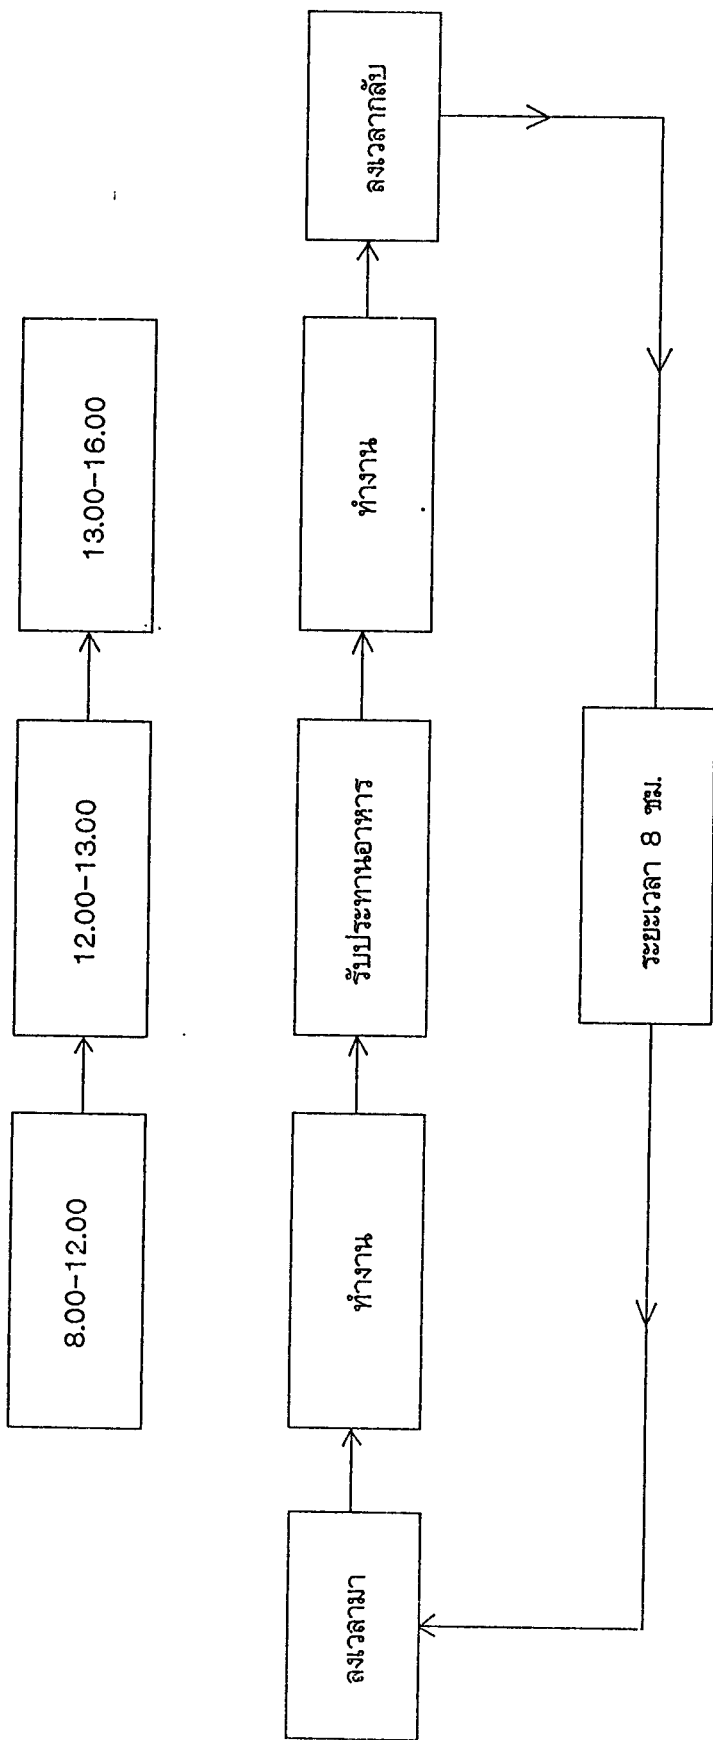 8.00-12.00
12.00-13.00
13.00-16.00
ลงเวลามา
ทำงาน
รับประทานอาหาร
ทำงาน
ลงเวลากลับ
ระยะเวลา 8 ชม.